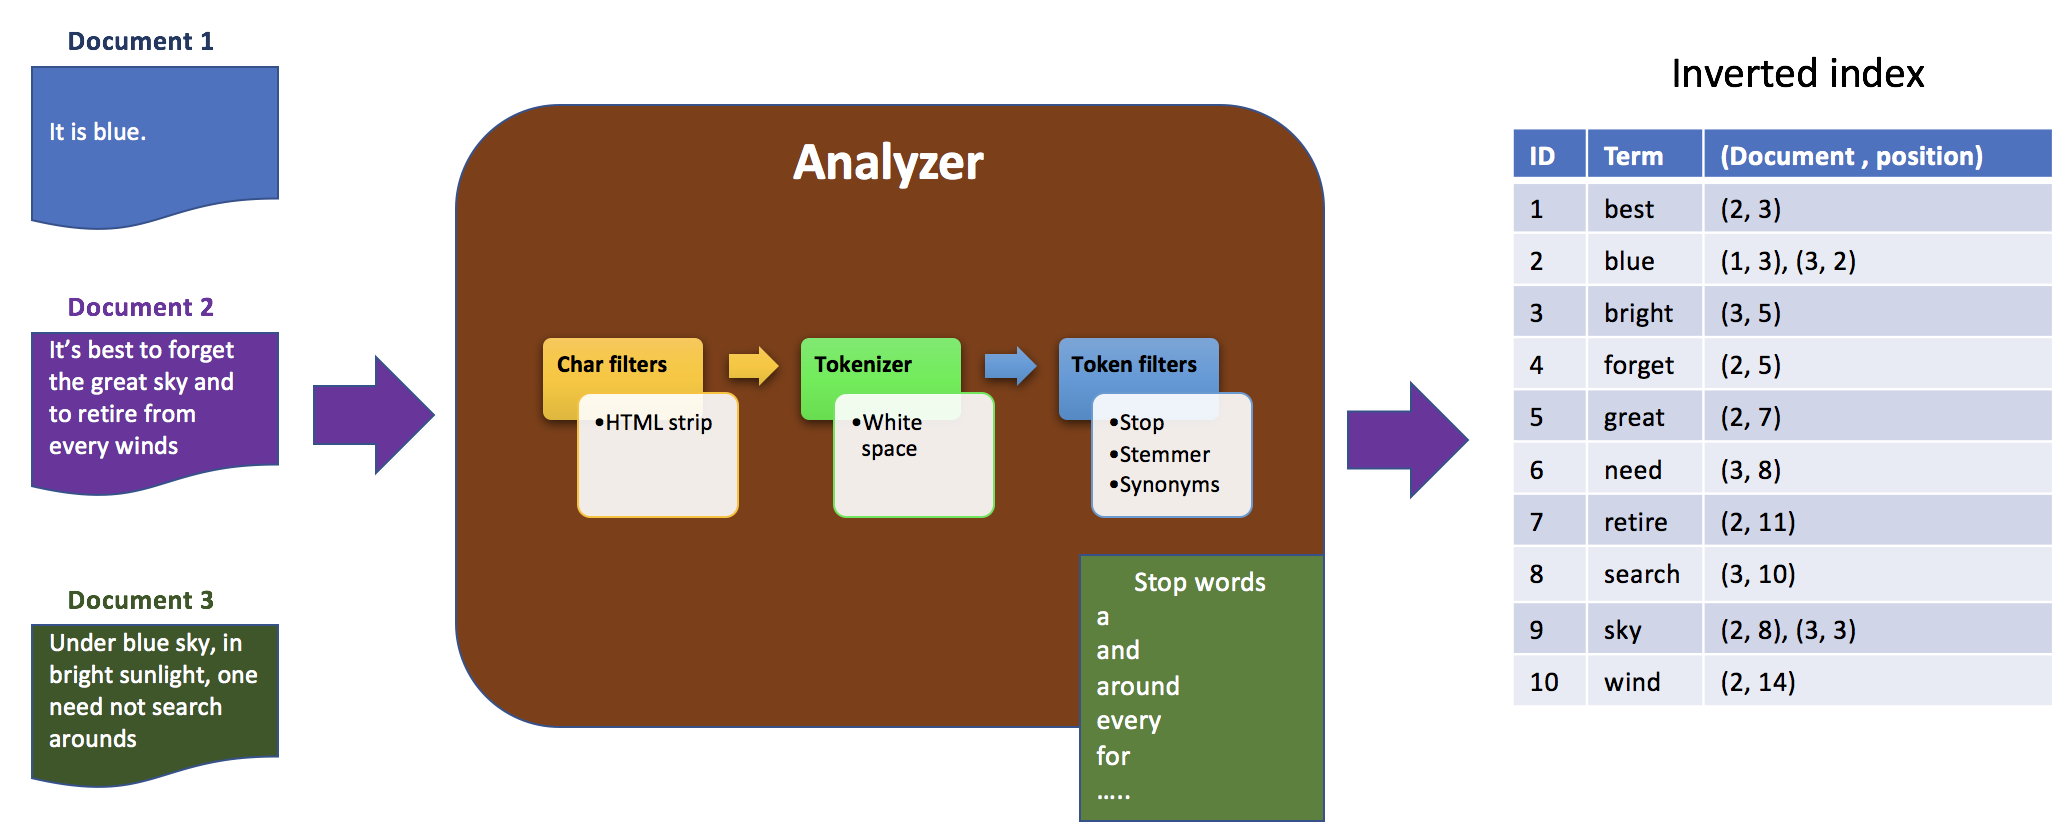 Document 1
It is blue.
Document 2
It's best to forget
the great sky and
to retire from
every winds
Document 3
Under blue sky, in
bright sunlight, one
need not search
arounds
Analyzer
Char filters
•HTML strip
Tokenizer
•White
space
Token filters
•Stop
•Stemmer
•Synonyms
Stop words
a
and
around
every
for
…..
Inverted index
ID Term (Document , position)
1 best (2, 3)
2 blue (1, 3), (3, 2)
3 bright (3, 5)
4 forget (2, 5)
5 great (2, 7)
6 need (3, 8)
7 retire (2, 11)
8 search (3, 10)
9 sky (2, 8), (3, 3)
10 wind (2, 14)